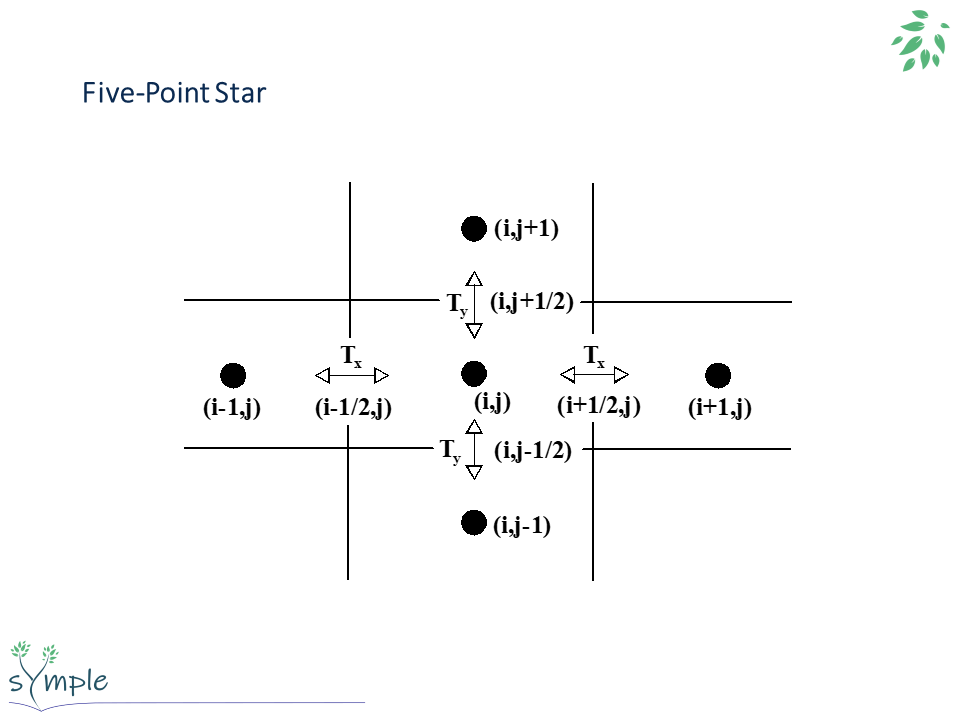 Five-Point Star
(i,j+1)
Ty (i,j+1/2)
Tx Tx
(i-1,j) (i-1/2,j) (i,j) (i+1/2,j) (i+1,j)
Ty (i,j-1/2)
(i,j-1)
sYmple